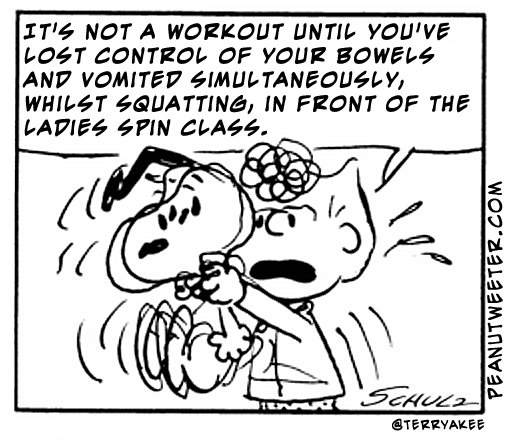 IT'S NOT A WORKOUT UNTIL YOU'VE
LOST CONTROL OF YOUR BOWELS
AND VOMITED SIMULTANEOUSLY,
WHILST SQUATTING, IN FRONT OF THE
LADIES SPIN CLASS.
PEANUTWEETER.COM
SCHULZ
@TERRYAKEE